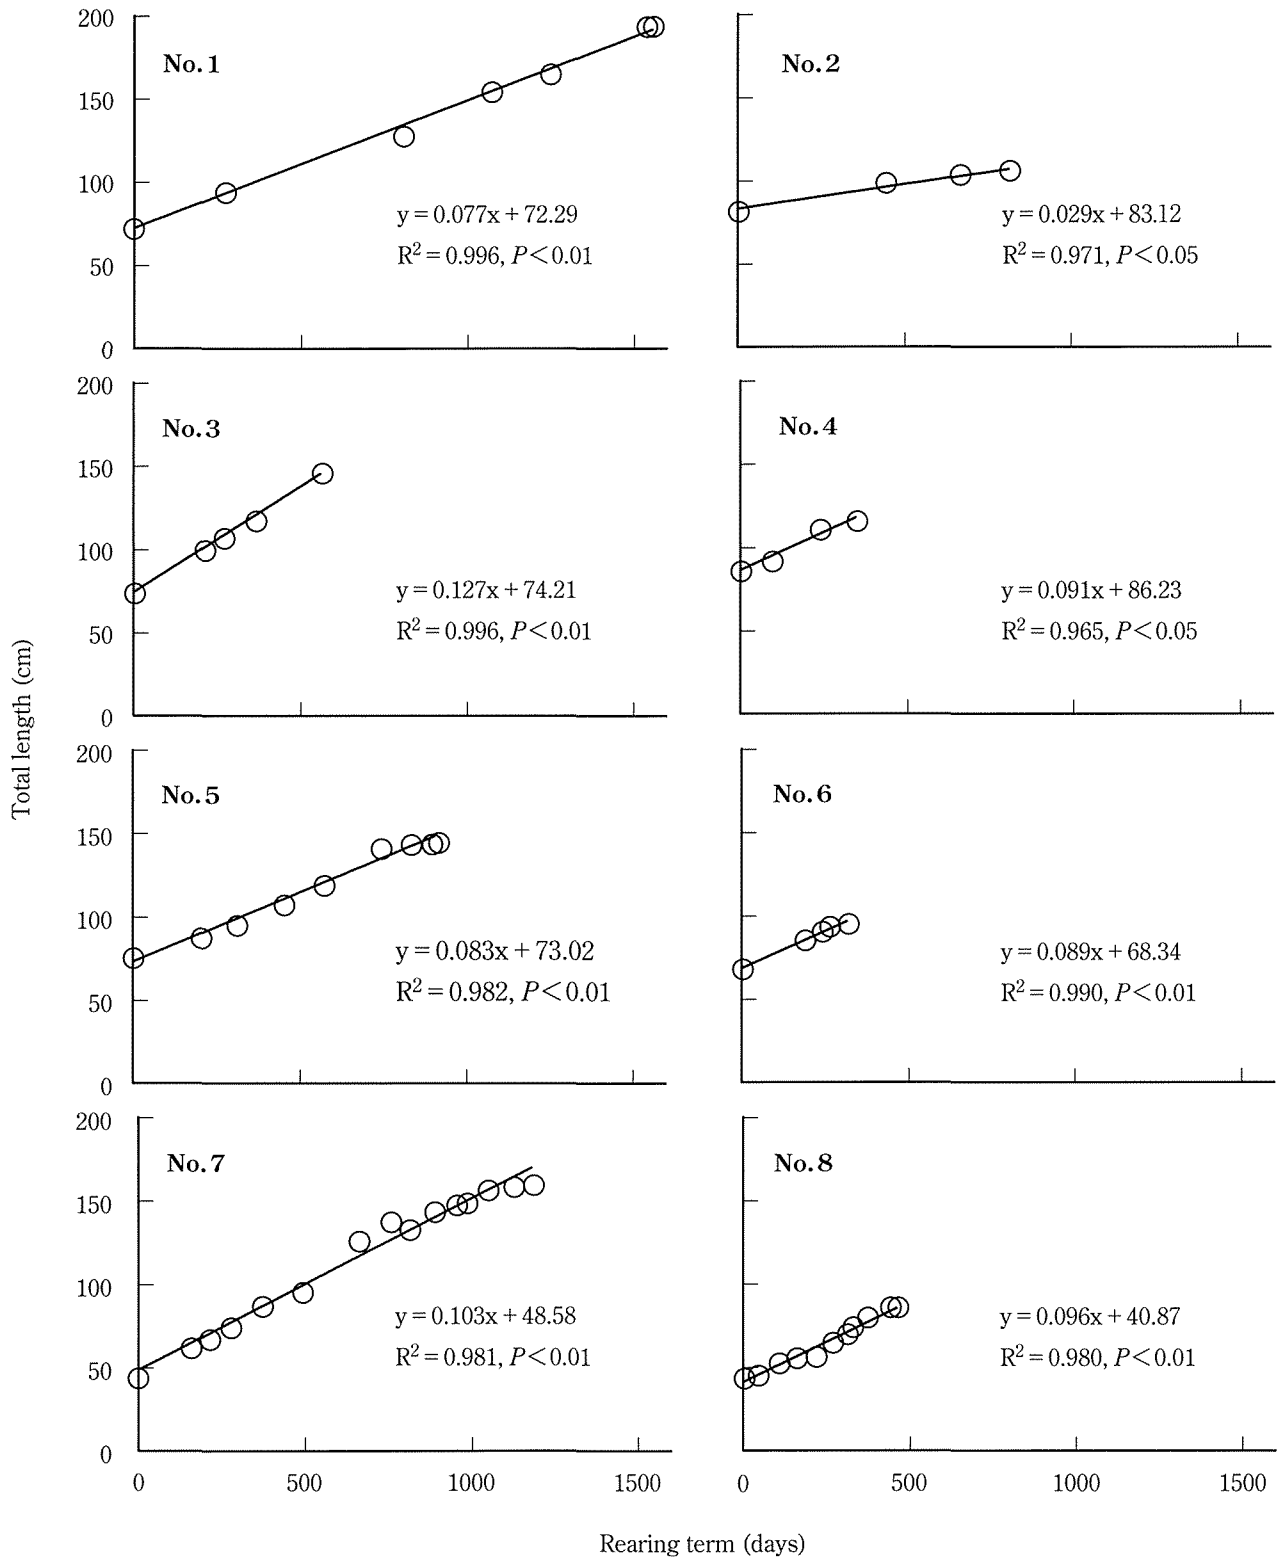 200
150
100
50
0
No.1
y=0.077x+72.29
R²=0.996, P<0.01
No.2
y=0.029x+83.12
R²=0.971, P<0.05
200
150
100
50
0
No.3
y=0.127x+74.21
R²=0.996, P<0.01
No.4
y=0.091x+86.23
R²=0.965, P<0.05
Total length (cm)
200
150
100
50
0
No.5
y=0.083x+73.02
R²=0.982, P<0.01
No.6
y=0.089x+68.34
R²=0.990, P<0.01
200
150
100
50
0
No.7
y=0.103x+48.58
R²=0.981, P<0.01
No.8
y=0.096x+40.87
R²=0.980, P<0.01
0 500 1000 1500
0 500 1000 1500
Rearing term (days)